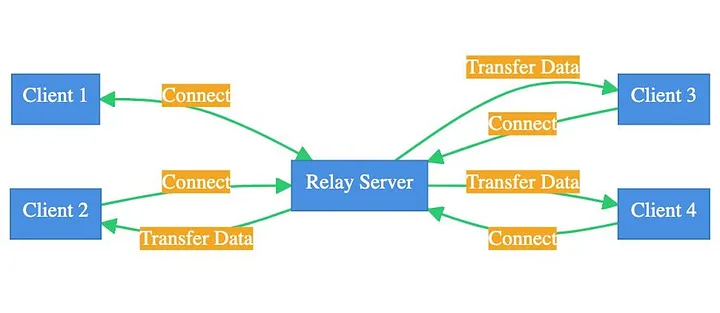 Transfer Data
Client 1
Connect
Client 3
Connect
Connect
Relay Server
Transfer Data
Client 2
Client 4
Transfer Data
Connect